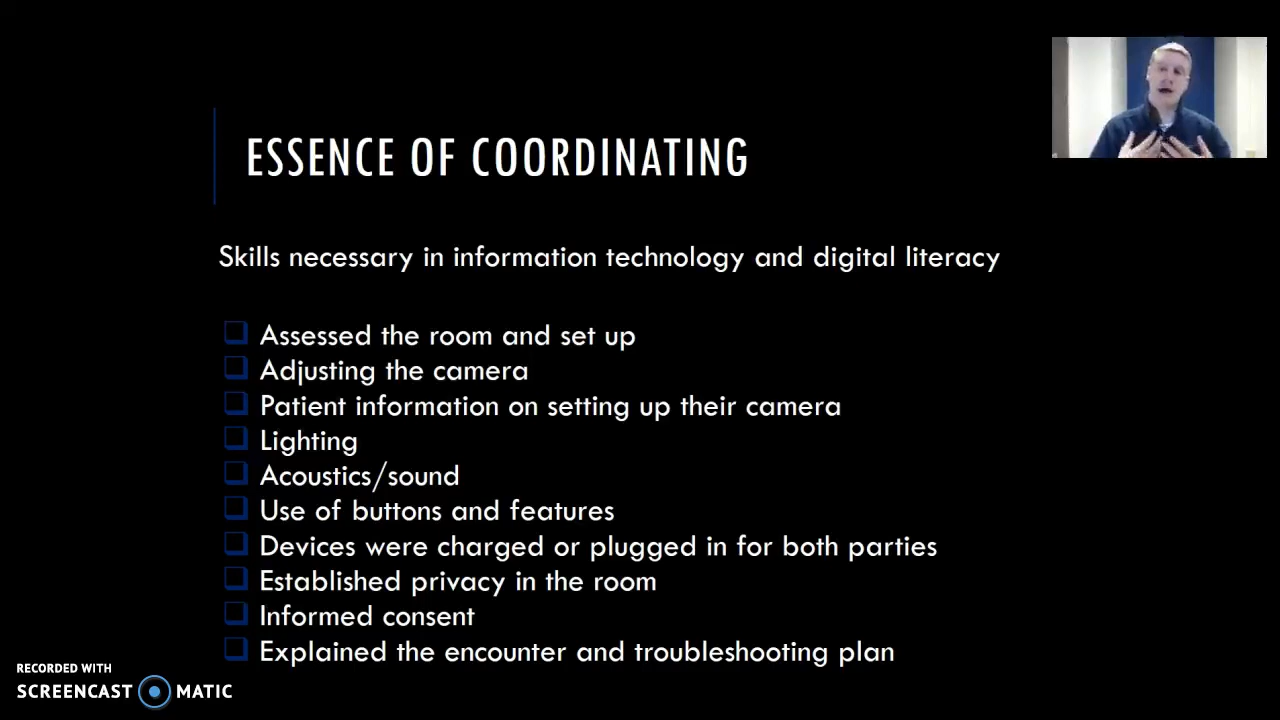 ESSENCE OF COORDINATING
Skills necessary in information technology and digital literacy
Assessed the room and set up
Adjusting the camera
Patient information on setting up their camera
Lighting
Acoustics/sound
Use of buttons and features
Devices were charged or plugged in for both parties
Established privacy in the room
Informed consent
Explained the encounter and troubleshooting plan
RECORDED WITH
SCREENCAST MATIC